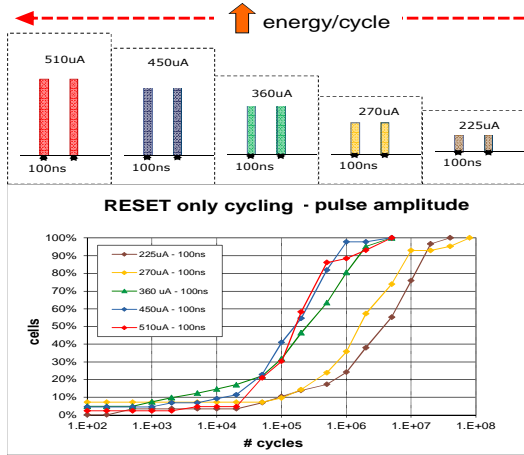 energy/cycle
510uA
450uA
360uA
270uA
225uA
100ns
100ns
100ns
100ns
100ns
RESET only cycling - pulse amplitude
100%
90%
80%
70%
60%
50%
40%
30%
20%
10%
0%
cells
225uA - 100ns
270uA - 100ns
360 uA - 100ns
450uA - 100ns
510uA - 100ns
1.E+02
1.E+03
1.E+04
1.E+05
1.E+06
1.E+07
1.E+08
# cycles